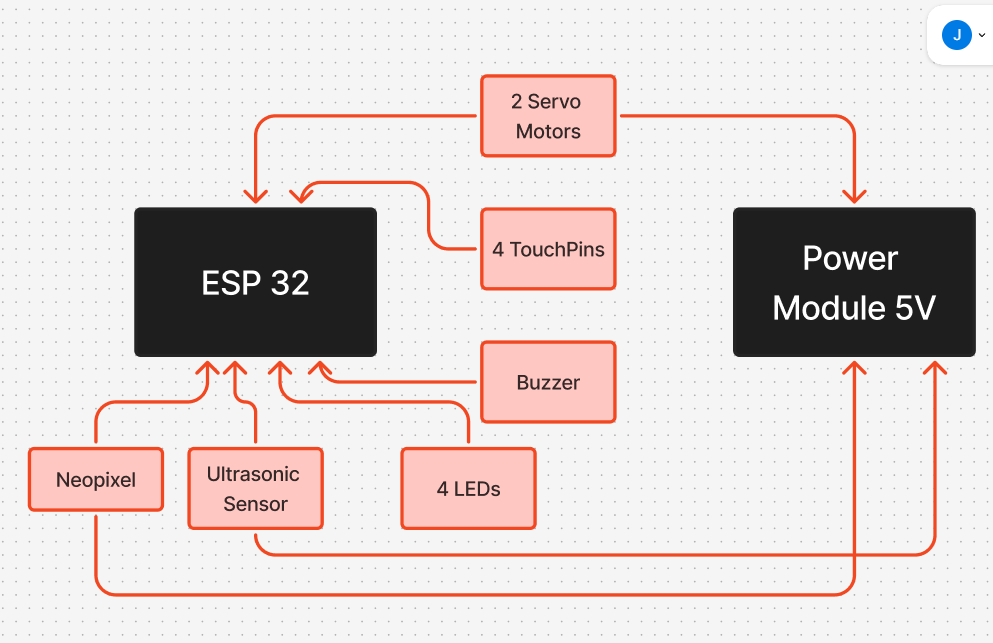 J
2 Servo
Motors
ESP 32
4 TouchPins
Power
Module 5V
Buzzer
Neopixel
Ultrasonic
Sensor
4 LEDs